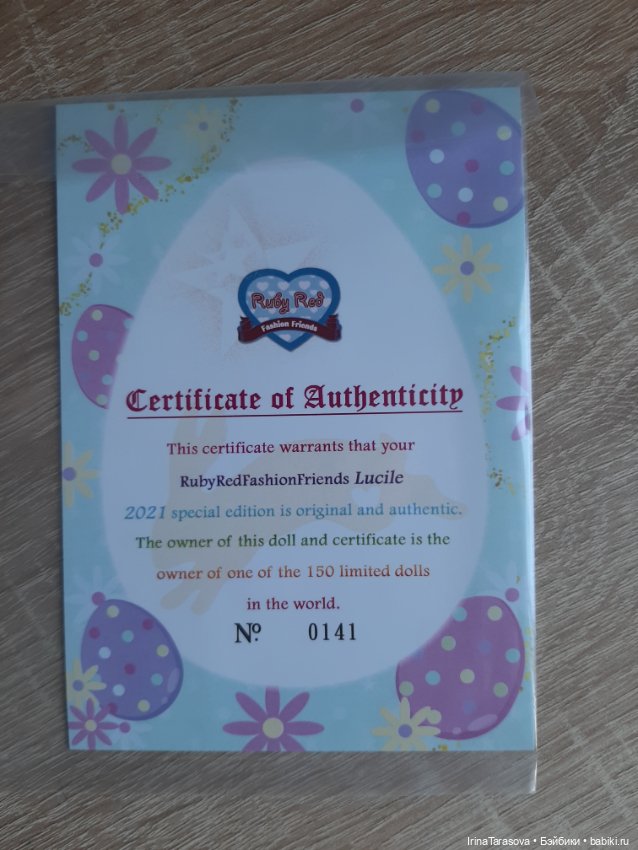 Ruby Red
Fashion Friends
Certificate of Authenticity
This certificate warrants that your
RubyRedFashionFriends Lucile
2021 special edition is original and authentic.
The owner of this doll and certificate is the
owner of one of the 150 limited dolls
in the world.
Nº 0141
IrinaTarasova • Бэйбики • babiki.ru